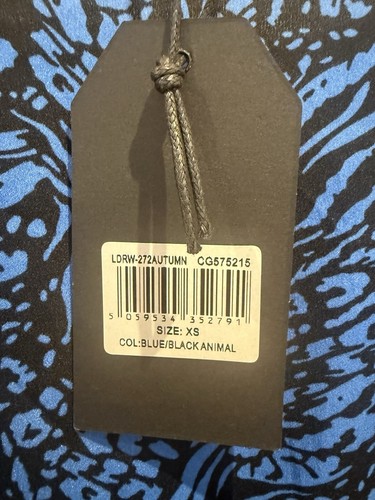 LDRW-272AUTUMN CG575215
5 059534 352791
SIZE: XS
COL:BLUE/BLACK ANIMAL